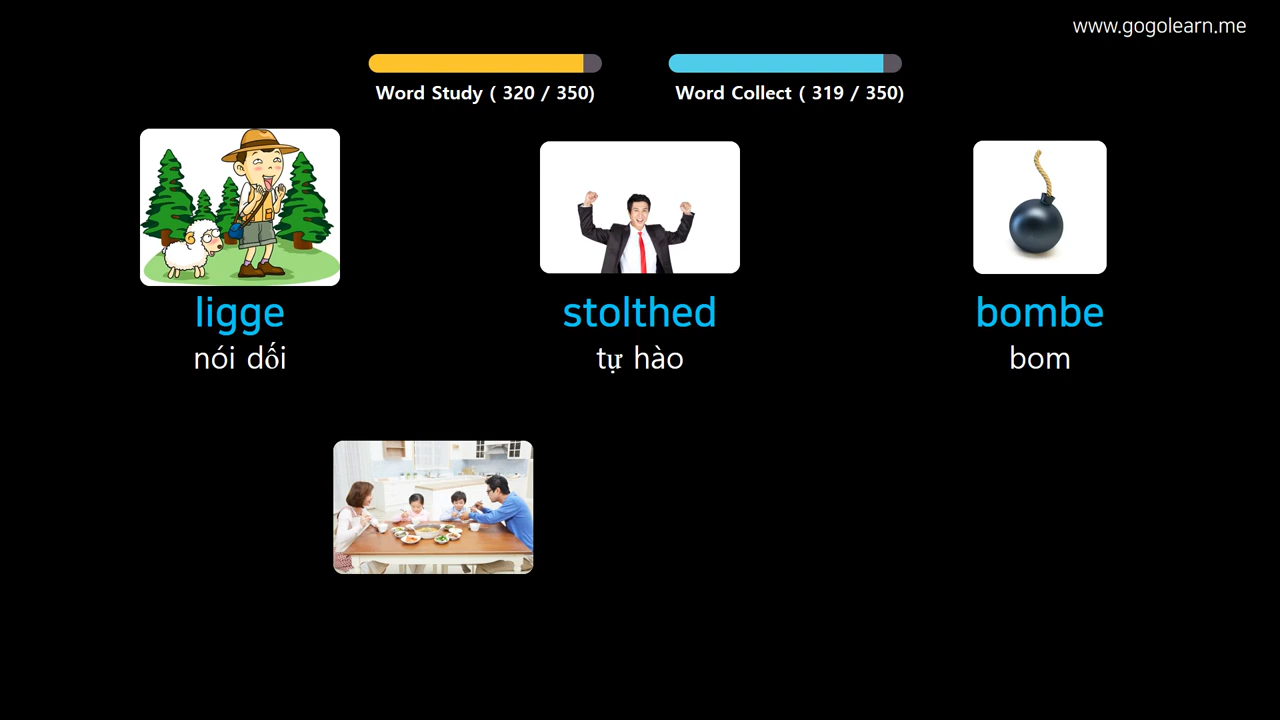 www.gogolearn.me
Word Study ( 320 / 350)
Word Collect ( 319 / 350)
ligge
nói dối
stolthed
tự hào
bombe
bom